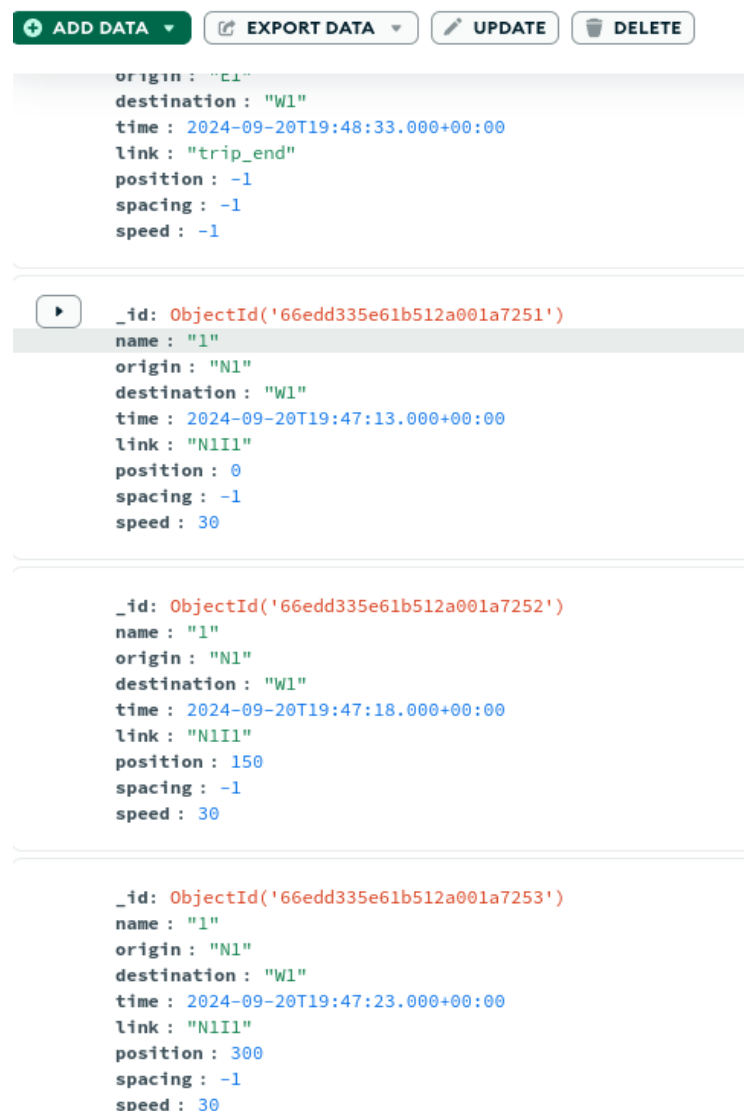 ADD DATA EXPORT DATA UPDATE DELETE
origin : "E1"
destination : "W1"
time : 2024-09-20T19:48:33.000+00:00
link : "trip_end"
position : -1
spacing : -1
speed : -1
_id: ObjectId('66edd335e61b512a001a7251')
name : "1"
origin : "N1"
destination : "W1"
time : 2024-09-20T19:47:13.000+00:00
link : "N1I1"
position : 0
spacing : -1
speed : 30
_id: ObjectId('66edd335e61b512a001a7252')
name : "1"
origin : "N1"
destination : "W1"
time : 2024-09-20T19:47:18.000+00:00
link : "N1I1"
position : 150
spacing : -1
speed : 30
_id: ObjectId('66edd335e61b512a001a7253')
name : "1"
origin : "N1"
destination : "W1"
time : 2024-09-20T19:47:23.000+00:00
link : "N1I1"
position : 300
spacing : -1
speed : 30